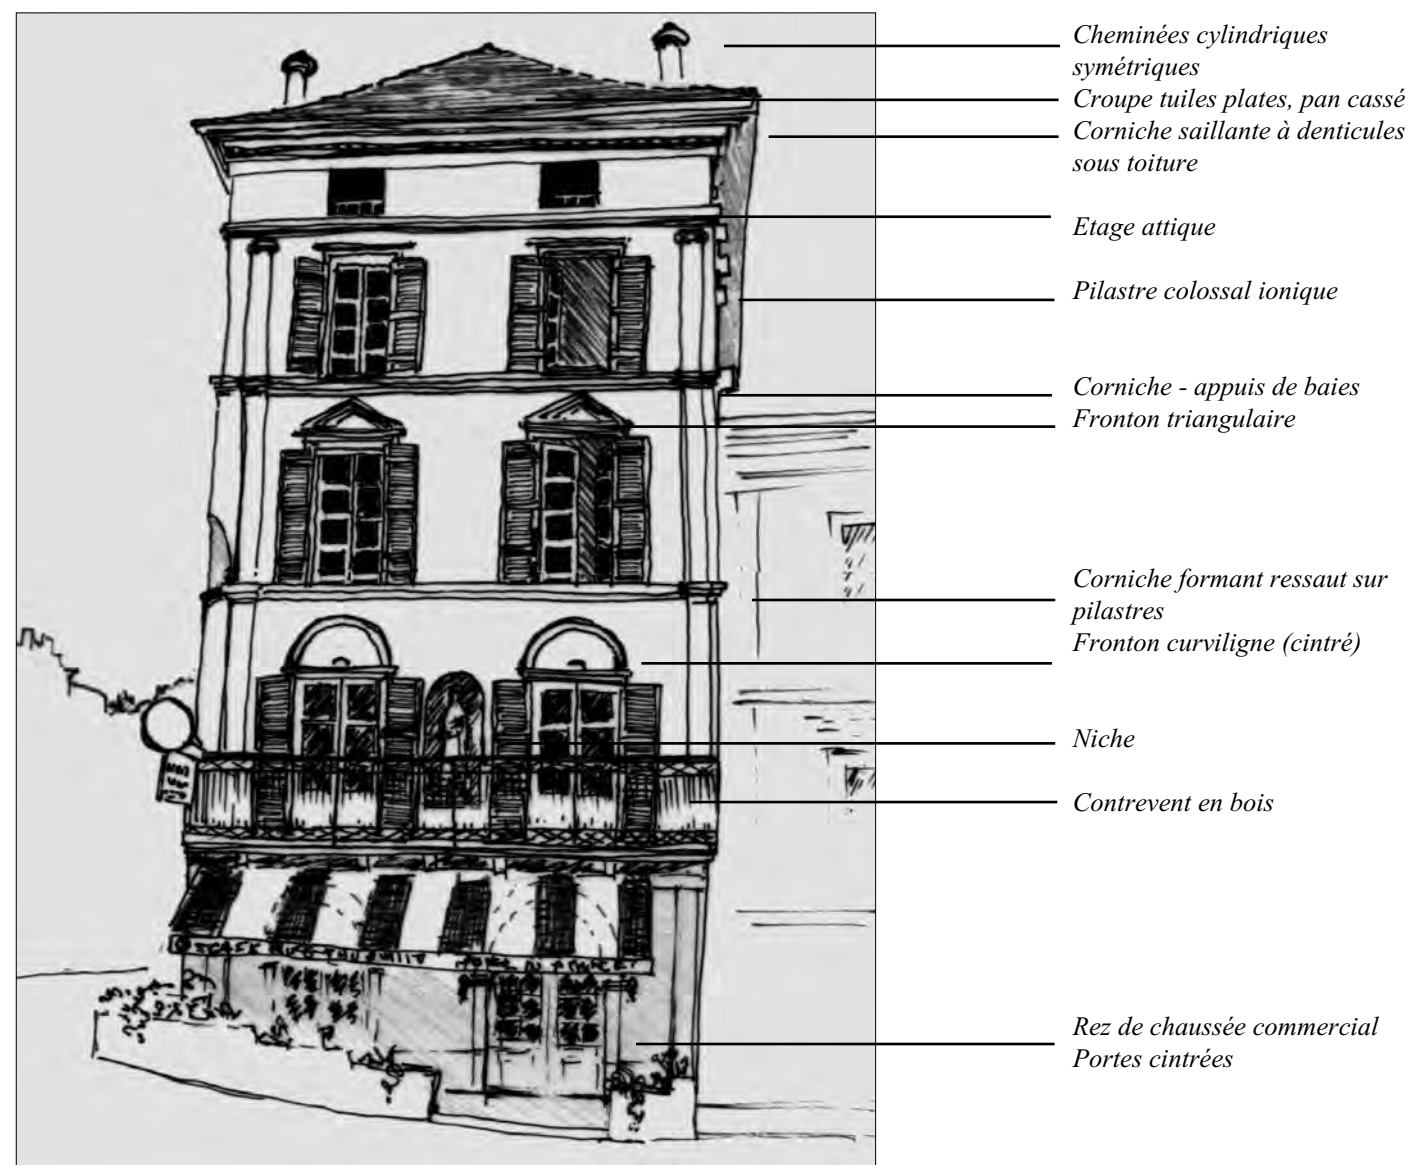 Cheminées cylindriques
symétriques
Croupe tuiles plates, pan cassé
Corniche saillante à denticules
sous toiture
Etage attique
Pilastre colossal ionique
Corniche - appuis de baies
Fronton triangulaire
Corniche formant ressaut sur
pilastres
Fronton curviligne (cintré)
Niche
Contrevent en bois
Rez de chaussée commercial
Portes cintrées